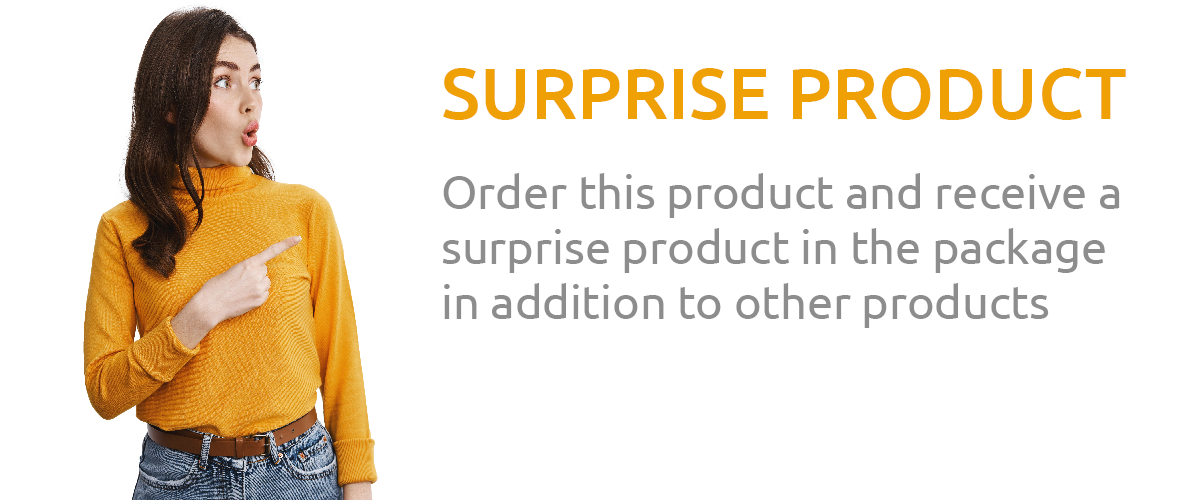 SURPRISE PRODUCT
Order this product and receive a
surprise product in the package
in addition to other products